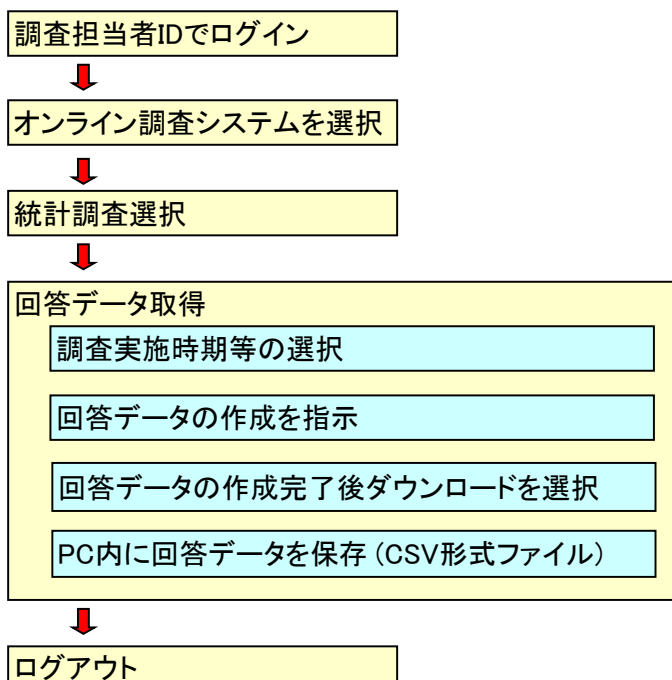 調査担当者IDでログイン
オンライン調査システムを選択
統計調査選択
回答データ取得
調査実施時期等の選択
回答データの作成を指示
回答データの作成完了後ダウンロードを選択
PC内に回答データを保存（CSV形式ファイル）
ログアウト